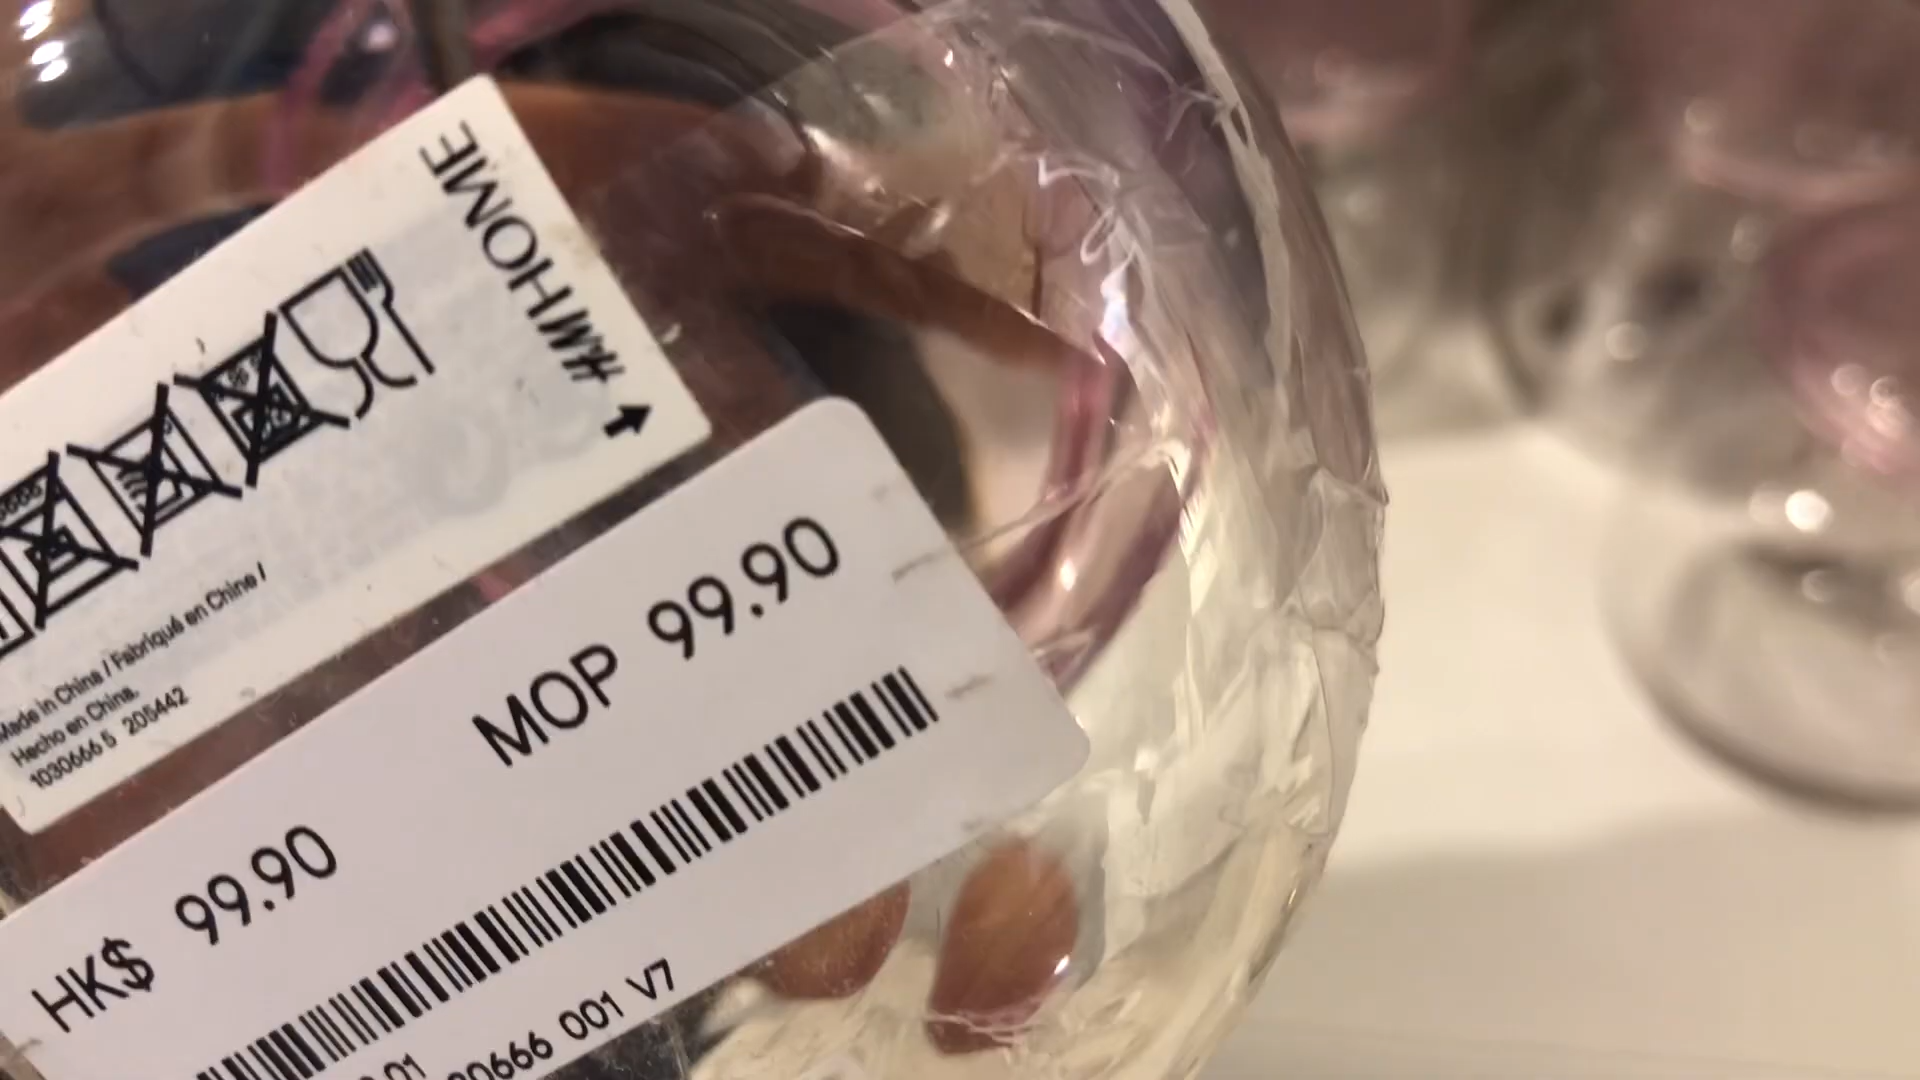 H&M HOME
Made in China / Fabriqué en Chine /
Hecho en China.
1030666 5 205442
HK$ 99.90 MOP 99.90
0666 001 V7